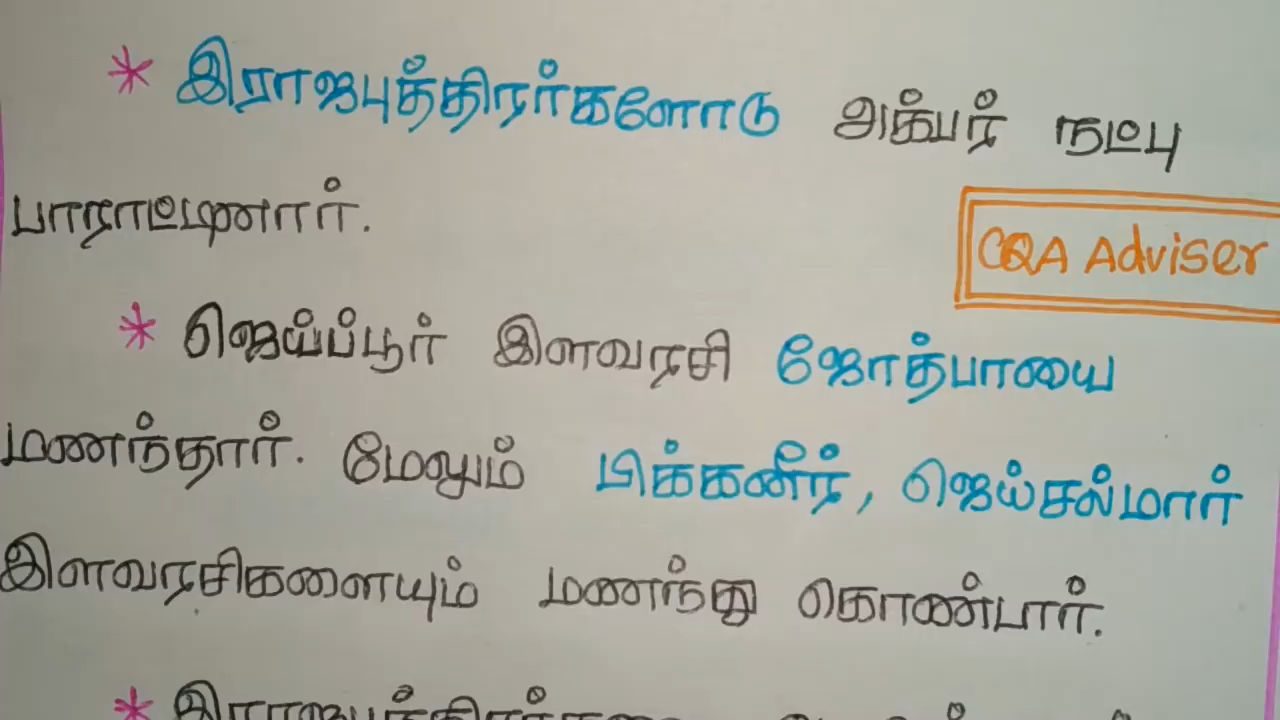 * இராஜபுத்திரர்களோடு அக்பர் நட்பு
பாராட்டினார்.
CQA Adviser
* ஜெய்ப்பூர் இளவரசி ஜோத்பாயை
மணந்தார். மேலும் பிக்கனீர், ஜெய்சல்மார்
இளவரசிகளையும் மணந்து கொண்டார்.